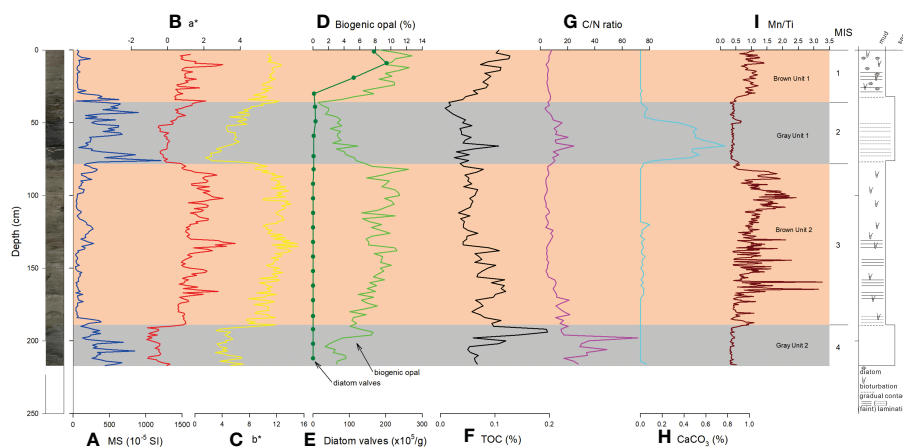 B a*
D Biogenic opal (%)
G C/N ratio
I Mn/Ti
MIS
mud
-2 0 2 4
0 2 4 6 8 10 12 14
0 20 40 60 80
0.0 0.5 1.0 1.5 2.0 2.5 3.0 3.5
Depth (cm)
0
50
100
150
200
250
Brown Unit 1
1
Gray Unit 1
2
Brown Unit 2
3
Gray Unit 2
4
biogenic opal
diatom valves
diatom
bioturbation
gradual conta
(faint) laminati
0 500 1000 1500
0 4 8 12 16
0 100 200 300
0.0 0.1 0.2
0.0 0.2 0.4 0.6 0.8 1.0
A MS (10⁻⁵ SI)
C b*
E Diatom valves (x10⁵/g)
F TOC (%)
H CaCO₃ (%)